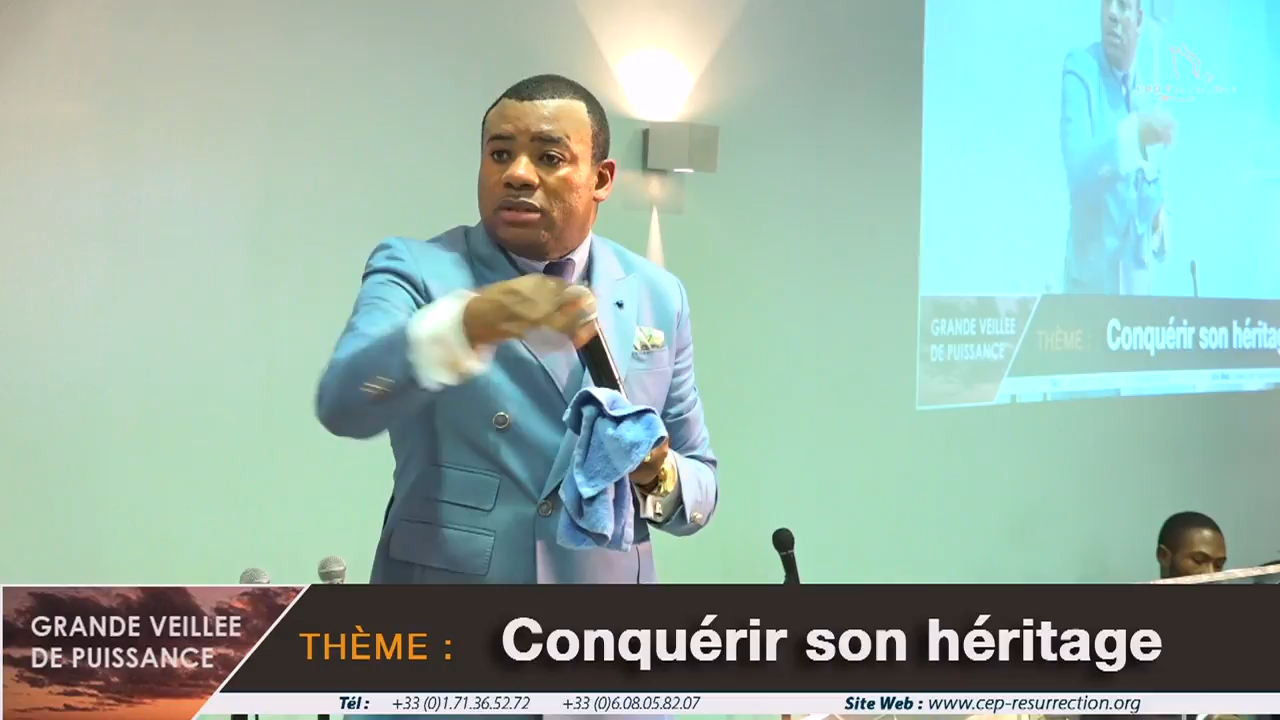 GRANDE VEILLEE
DE PUISSANCE
THÈME :
Conquérir son héritag
GRANDE VEILLEE
DE PUISSANCE
THÈME :
Conquérir son héritage
Tél : +33 (0)1.71.36.52.72 +33 (0)6.08.05.82.07 Site Web : www.cep-resurrection.org